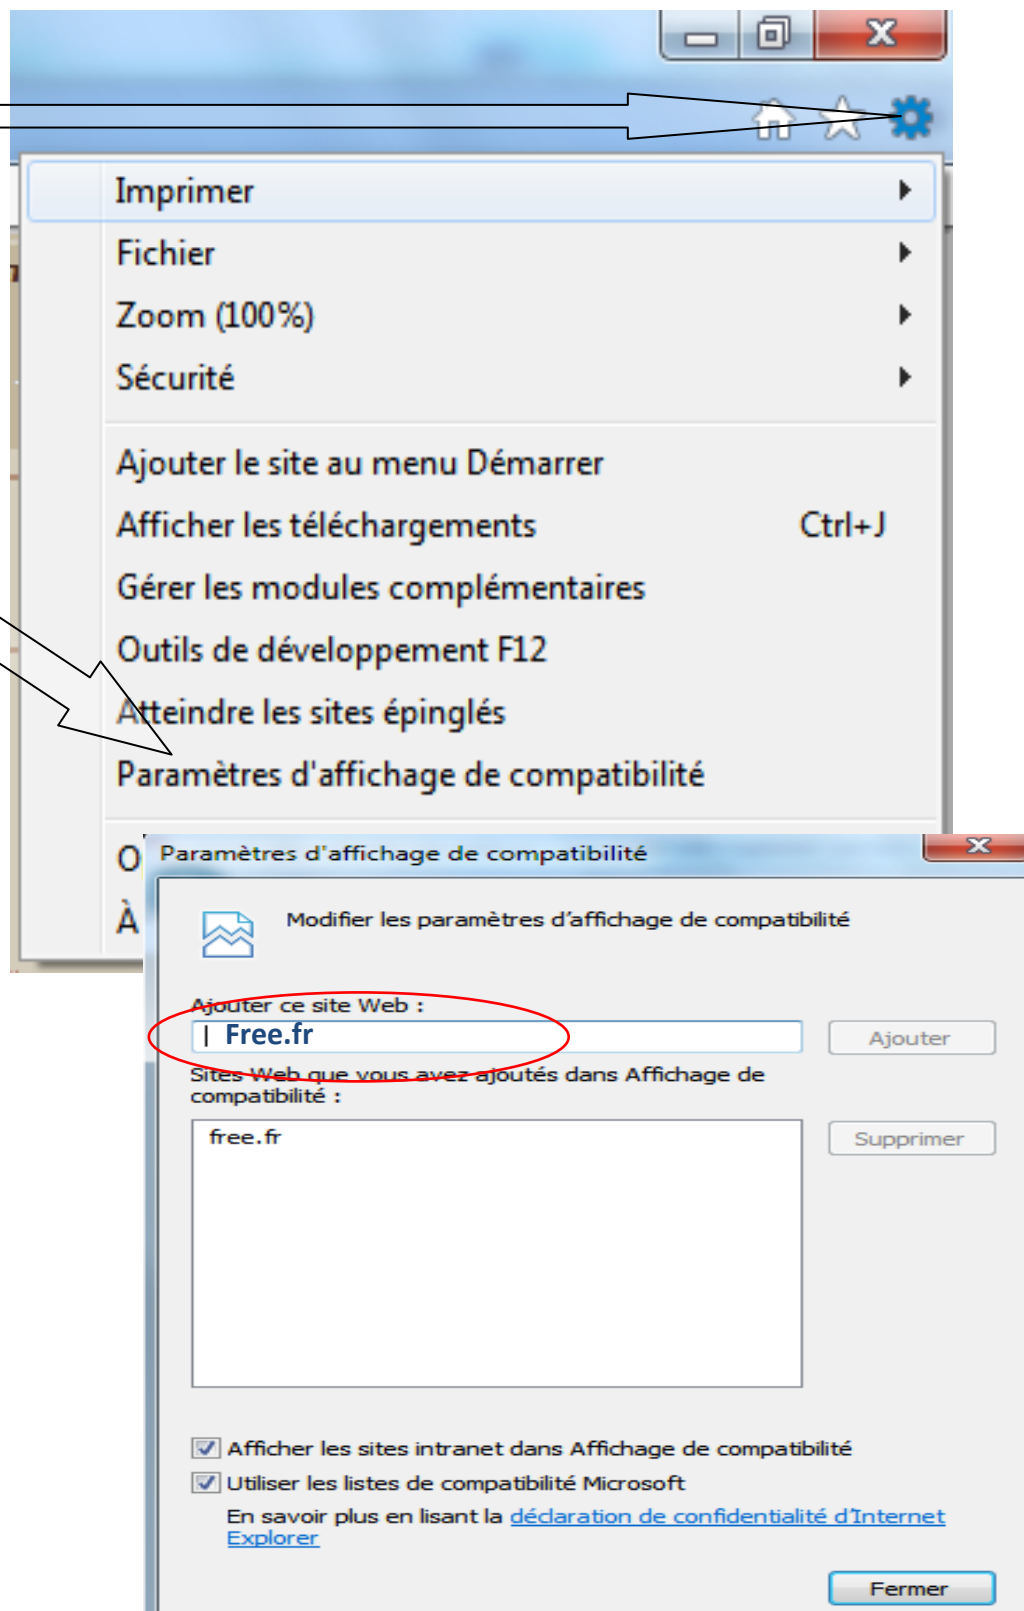 Imprimer
Fichier
Zoom (100%)
Sécurité
Ajouter le site au menu Démarrer
Afficher les téléchargements Ctrl+J
Gérer les modules complémentaires
Outils de développement F12
Atteindre les sites épinglés
Paramètres d'affichage de compatibilité
O
À
Paramètres d'affichage de compatibilité
Modifier les paramètres d'affichage de compatibilité
Ajouter ce site Web :
Free.fr Ajouter
Sites Web que vous avez ajoutés dans Affichage de
compatibilité :
free.fr Supprimer
Afficher les sites intranet dans Affichage de compatibilité
Utiliser les listes de compatibilité Microsoft
En savoir plus en lisant la déclaration de confidentialité d'Internet
Explorer
Fermer